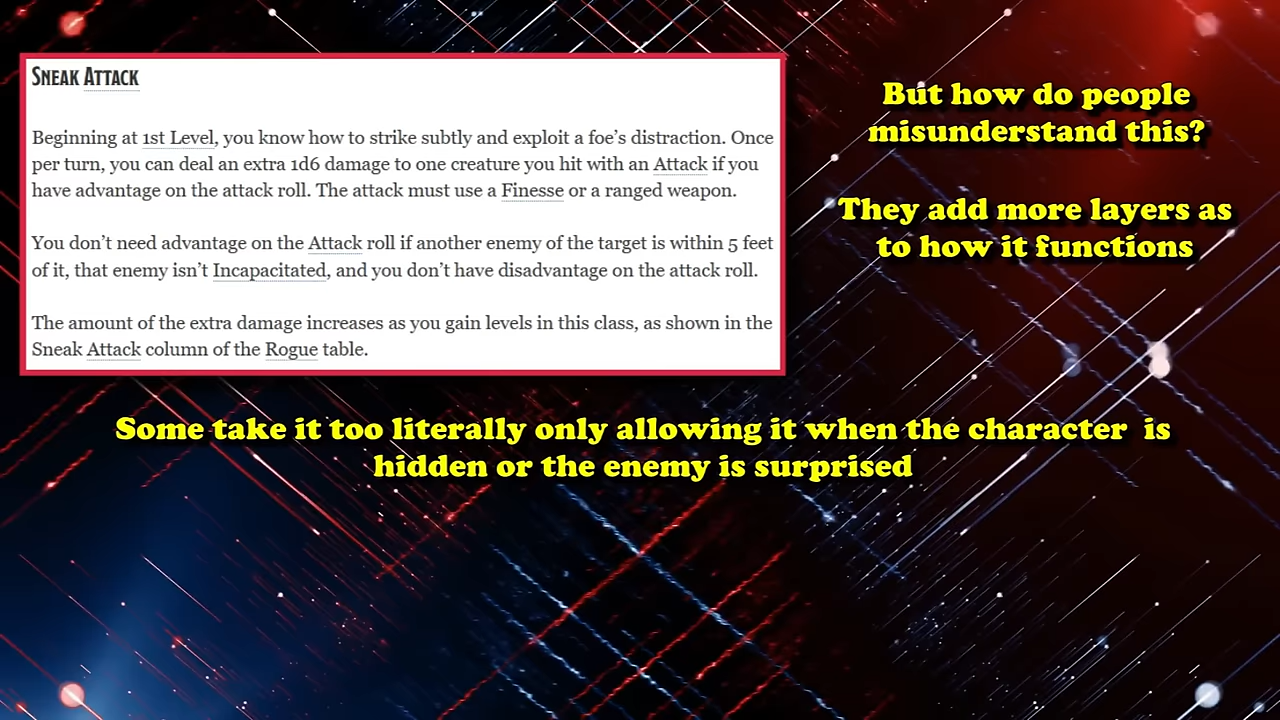 SNEAK ATTACK
Beginning at 1st Level, you know how to strike subtly and exploit a foe's distraction. Once
per turn, you can deal an extra 1d6 damage to one creature you hit with an Attack if you
have advantage on the attack roll. The attack must use a Finesse or a ranged weapon.
You don't need advantage on the Attack roll if another enemy of the target is within 5 feet
of it, that enemy isn't Incapacitated, and you don't have disadvantage on the attack roll.
The amount of the extra damage increases as you gain levels in this class, as shown in the
Sneak Attack column of the Rogue table.
But how do people
misunderstand this?
They add more layers as
to how it functions
Some take it too literally only allowing it when the character is
hidden or the enemy is surprised